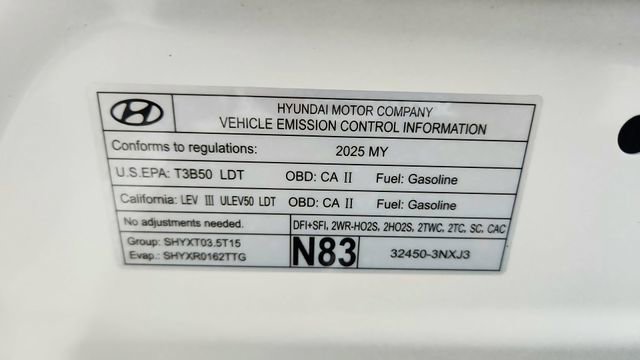 HYUNDAI MOTOR COMPANY
VEHICLE EMISSION CONTROL INFORMATION
Conforms to regulations: 2025 MY
U.S.EPA: T3B50 LDT OBD: CA II Fuel: Gasoline
California: LEV III ULEV50 LDT OBD: CA II Fuel: Gasoline
No adjustments needed. DFI+SFI, 2WR-HO2S, 2HO2S, 2TWC, 2TC, SC, CAC
Group: SHYXT03.5T15
Evap.: SHYXR0162TTG
N83
32450-3NXJ3